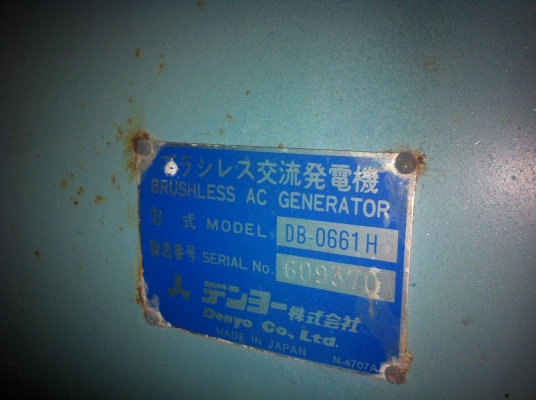 ブラシレス交流発電機
BRUSHLESS AC GENERATOR
型式 MODEL DB-0661H
製造番号 SERIAL No. 609370
デンヨー株式会社
Denyo Co., Ltd.
MADE IN JAPAN
N-4707A